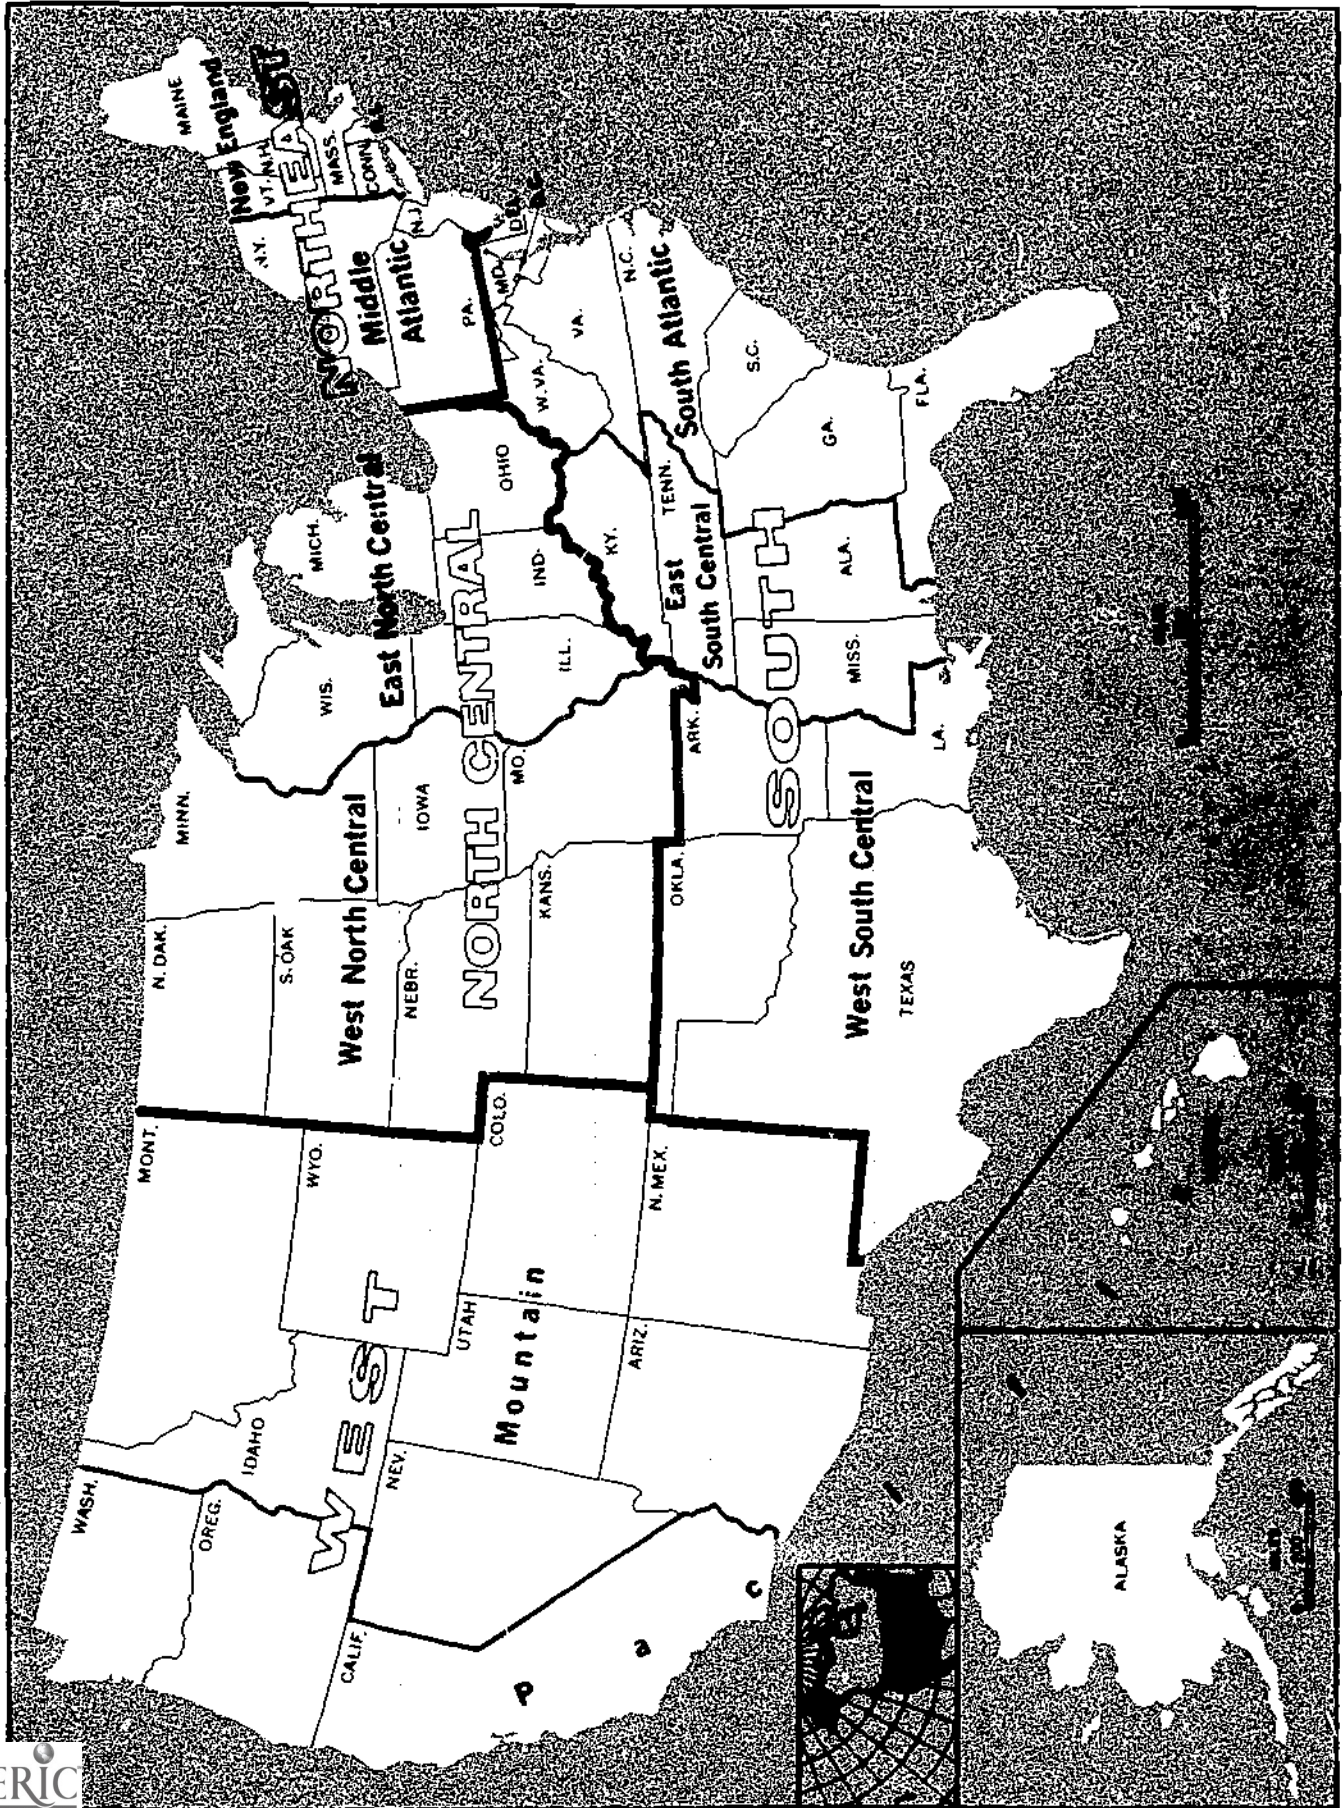 WASH.
MONT.
N. DAK.
MINN.
MAINE
New England
VT.
N.H.
NORTHEAST
MASS.
CONN.
R.I.
N.Y.
Middle
Atlantic
N.J.
PA.
OREG.
IDAHO
WYO.
S. OAK
WIS.
MICH.
WEST
West North Central
East North Central
NEBR.
IOWA
NORTH CENTRAL
OHIO
IND.
ILL.
CALIF.
NEV.
UTAH
COLO.
KANS.
MO.
Mountain
W.VA.
VA.
MD.
DEL.
D.C.
KY.
ARIZ.
N. MEX.
OKLA.
ARK.
TENN.
N.C.
East
South Central
South Atlantic
S.C.
SOUTH
MISS.
ALA.
GA.
FLA.
LA.
West South Central
TEXAS
P
a
c
ALASKA
200
ERIC